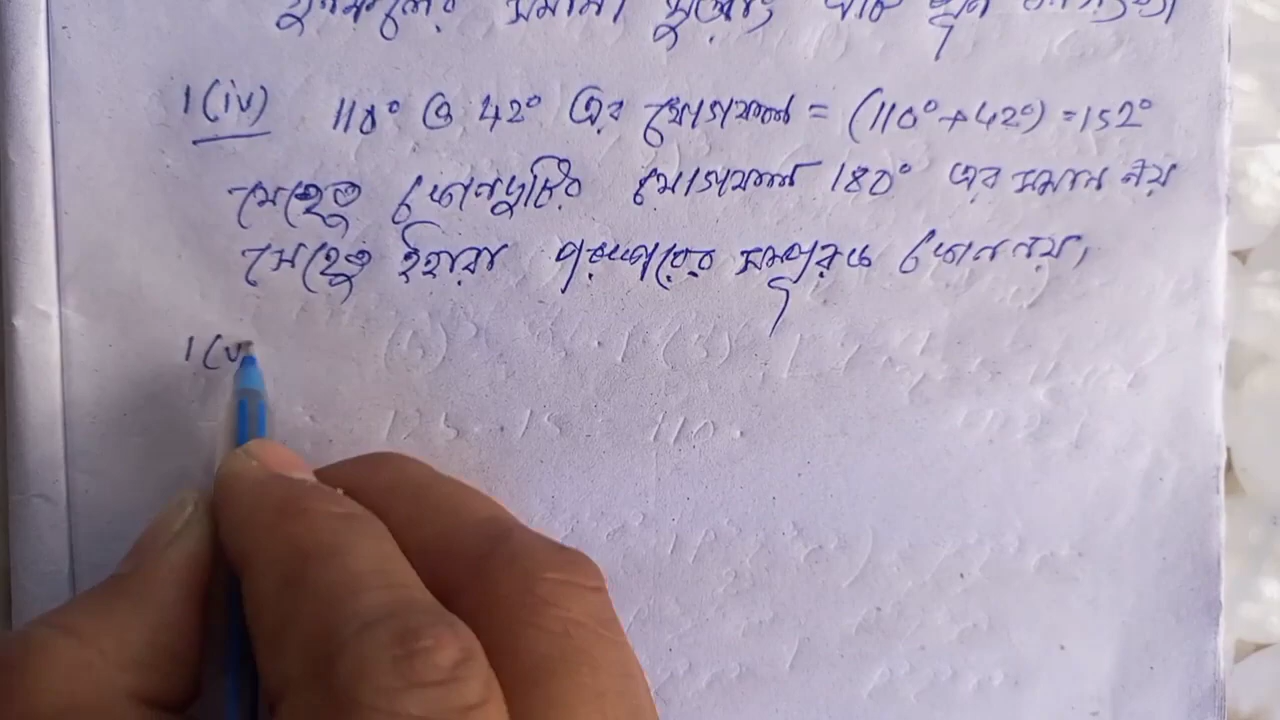 1(iv) 110° ও 42° এর যোগফল = (110°+42°) =152°
যেহেতু কোনদুটির যোগফল 180° এর সমান নয়
সেহেতু ইহারা পরস্পরের সম্পূরক কোন নয়,
1(v